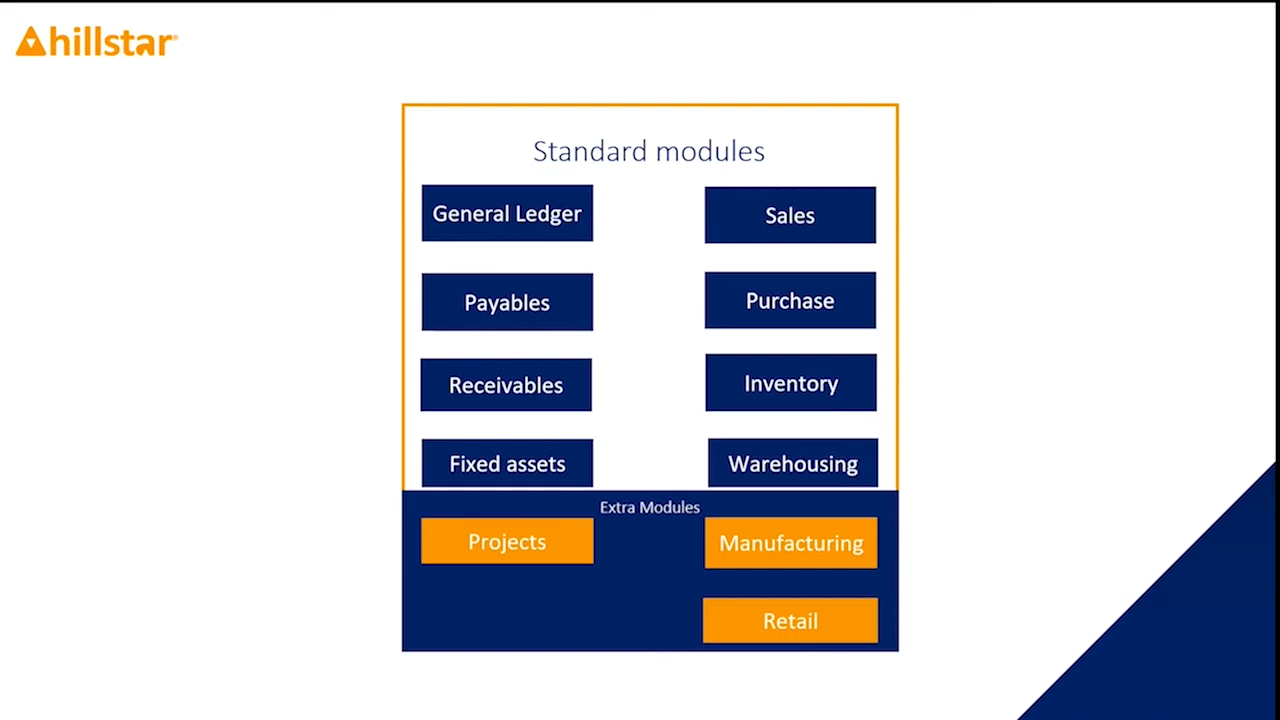 hillstar
Standard modules
General Ledger
Sales
Payables
Purchase
Receivables
Inventory
Fixed assets
Warehousing
Extra Modules
Projects
Manufacturing
Retail